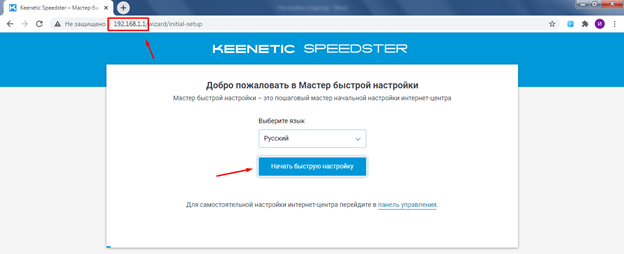 Keenetic Speedster – Мастер б
Не защищено
192.168.1.1/wizard/initial-setup
И
KEENETIC SPEEDSTER
Добро пожаловать в Мастер быстрой настройки
Мастер быстрой настройки – это пошаговый мастер начальной настройки интернет-центра
Выберите язык
Русский
Начать быструю настройку
Для самостоятельной настройки интернет-центра перейдите в панель управления.